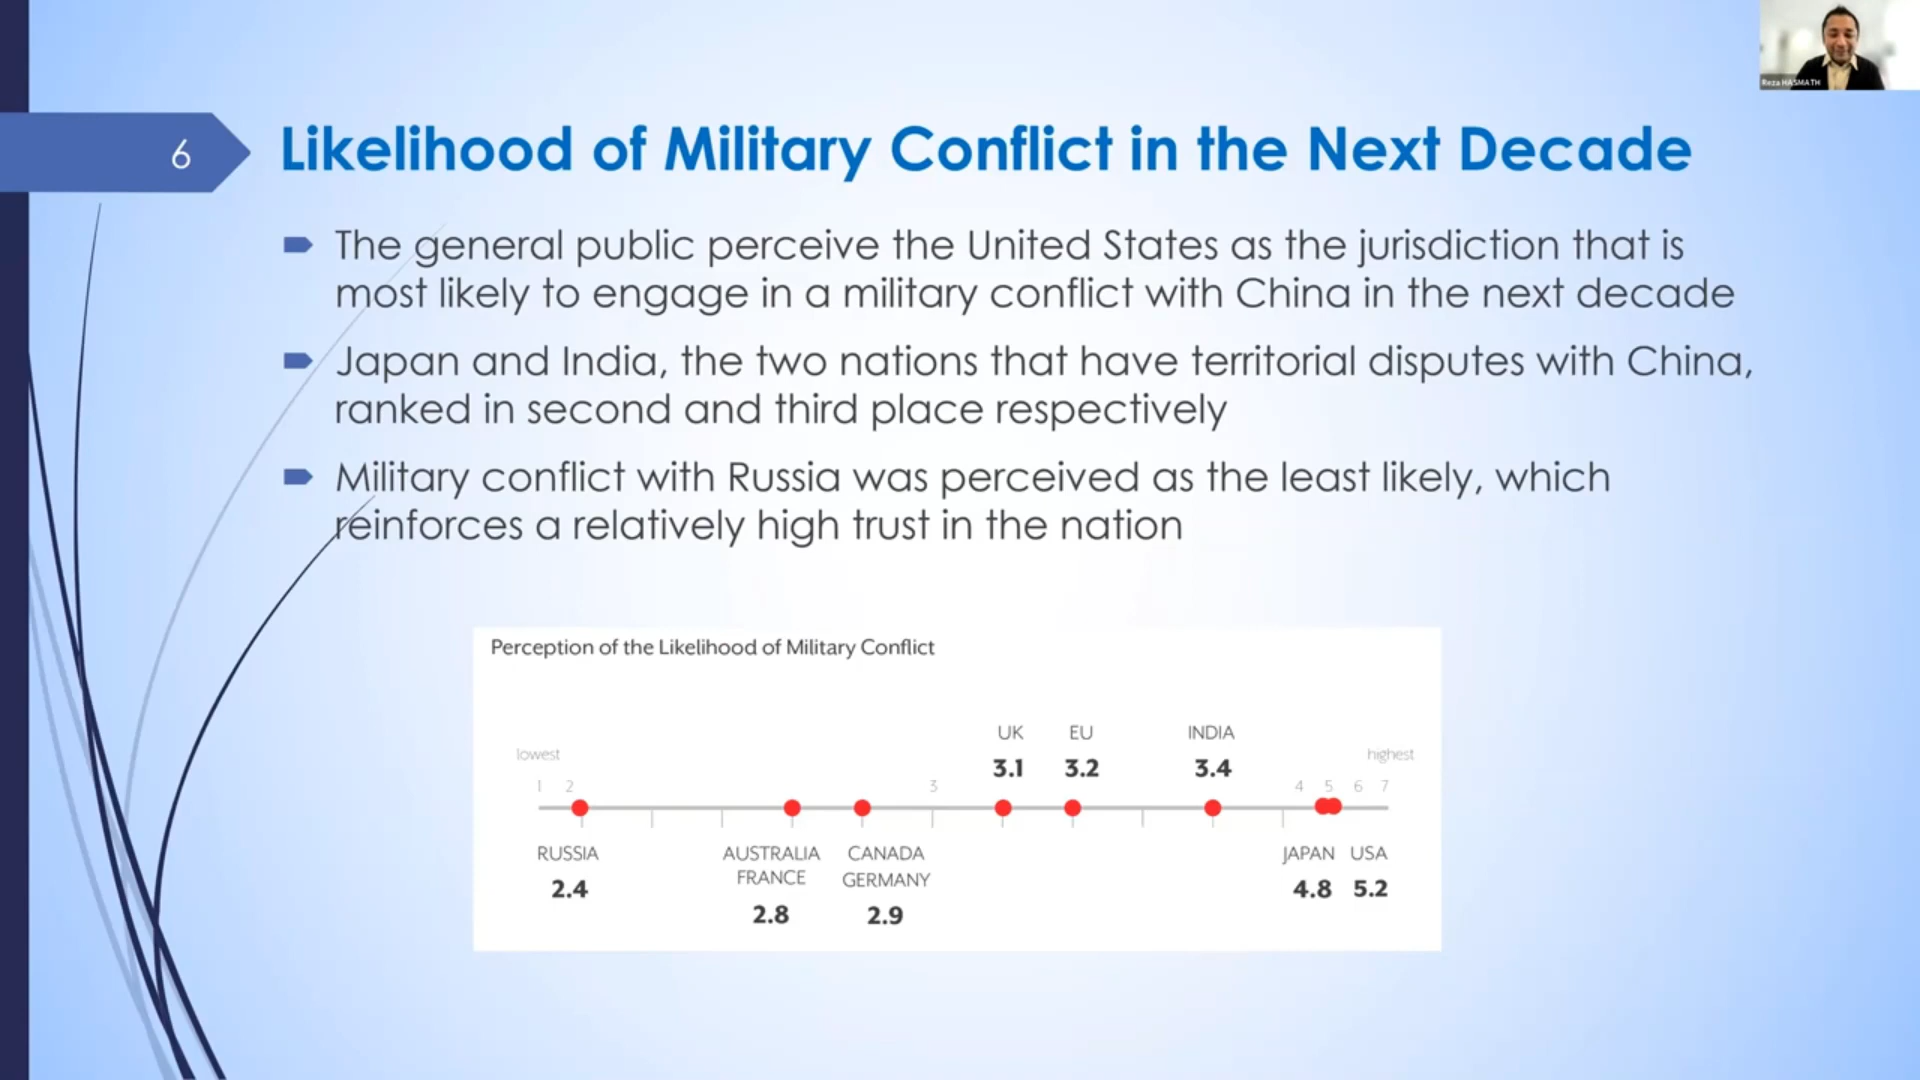 Reza HASMATH
6
Likelihood of Military Conflict in the Next Decade
The general public perceive the United States as the jurisdiction that is
most likely to engage in a military conflict with China in the next decade
Japan and India, the two nations that have territorial disputes with China,
ranked in second and third place respectively
Military conflict with Russia was perceived as the least likely, which
reinforces a relatively high trust in the nation
Perception of the Likelihood of Military Conflict
UK EU INDIA
lowest highest
3.1 3.2 3.4
1 2 3 4 5 6 7
RUSSIA AUSTRALIA CANADA JAPAN USA
FRANCE GERMANY
2.4 4.8 5.2
2.8 2.9